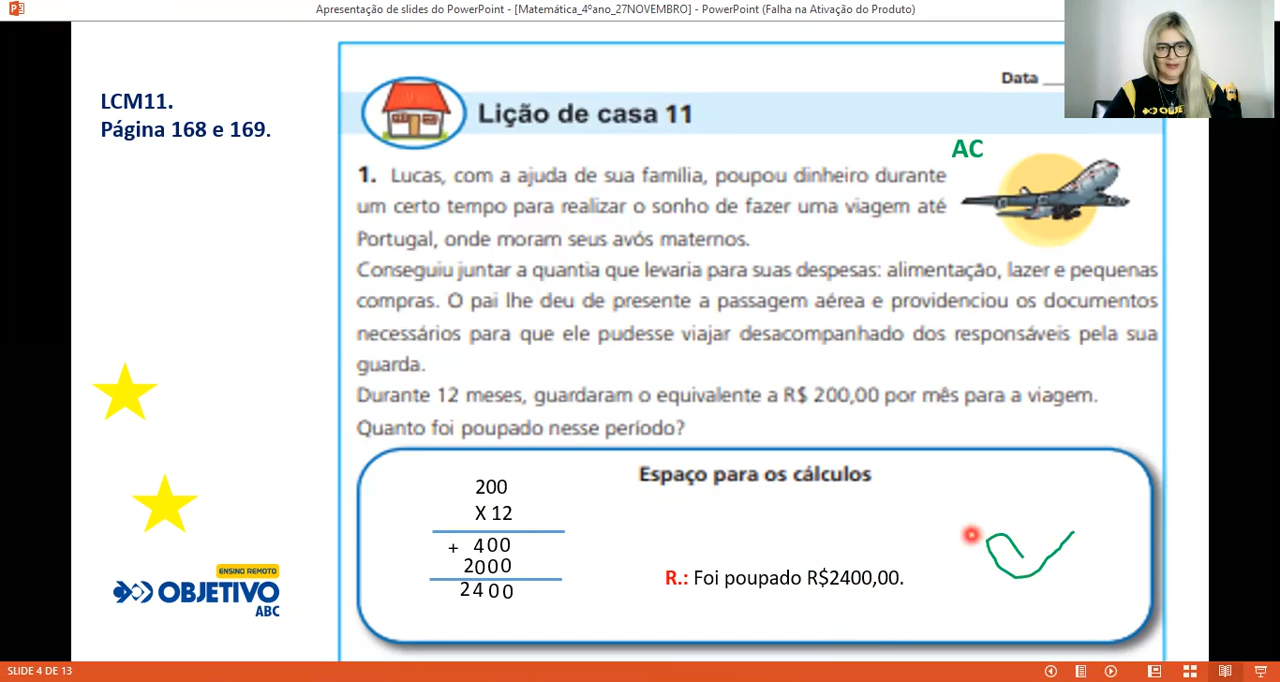 Apresentação de slides do PowerPoint - [Matemática_4ºano_27NOVEMBRO] - PowerPoint (Falha na Ativação do Produto)
LCM11.
Página 168 e 169.
Data
Lição de casa 11
AC
1. Lucas, com a ajuda de sua família, poupou dinheiro durante
um certo tempo para realizar o sonho de fazer uma viagem até
Portugal, onde moram seus avós maternos.
Conseguiu juntar a quantia que levaria para suas despesas: alimentação, lazer e pequenas
compras. O pai lhe deu de presente a passagem aérea e providenciou os documentos
necessários para que ele pudesse viajar desacompanhado dos responsáveis pela sua
guarda.
Durante 12 meses, guardaram o equivalente a R$ 200,00 por mês para a viagem.
Quanto foi poupado nesse período?
Espaço para os cálculos
200
X 12
+ 400
2000
2400
R.: Foi poupado R$2400,00.
ENSINO REMOTO
OBJETIVO
ABC
SLIDE 4 DE 13